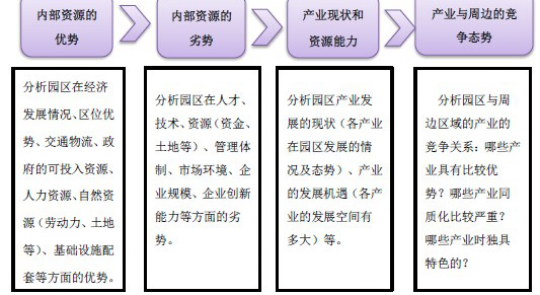 内部资源的
优势
内部资源的
劣势
产业现状和
资源能力
产业与周边的竞
争态势
分析园区在经济
发展情况、区位优
势、交通物流、政
府的可投入资源、
人力资源、自然资
源（劳动力、土地
等）、基础设施配
套等方面的优势。
分析园区在人才、
技术、资源（资金、
土地等）、管理体
制、市场环境、企
业规模、企业创新
能力等方面的劣
势。
分析园区产业发
展的现状（各产业
在园区发展的情
况及态势）、产业
的发展机遇（各产
业的发展空间有
多大）等。
分析园区与周
边区域的产业的
竞争关系：哪些产
业具有比较优
势？哪些产业同
质化比较严重？
哪些产业时独具
特色的？